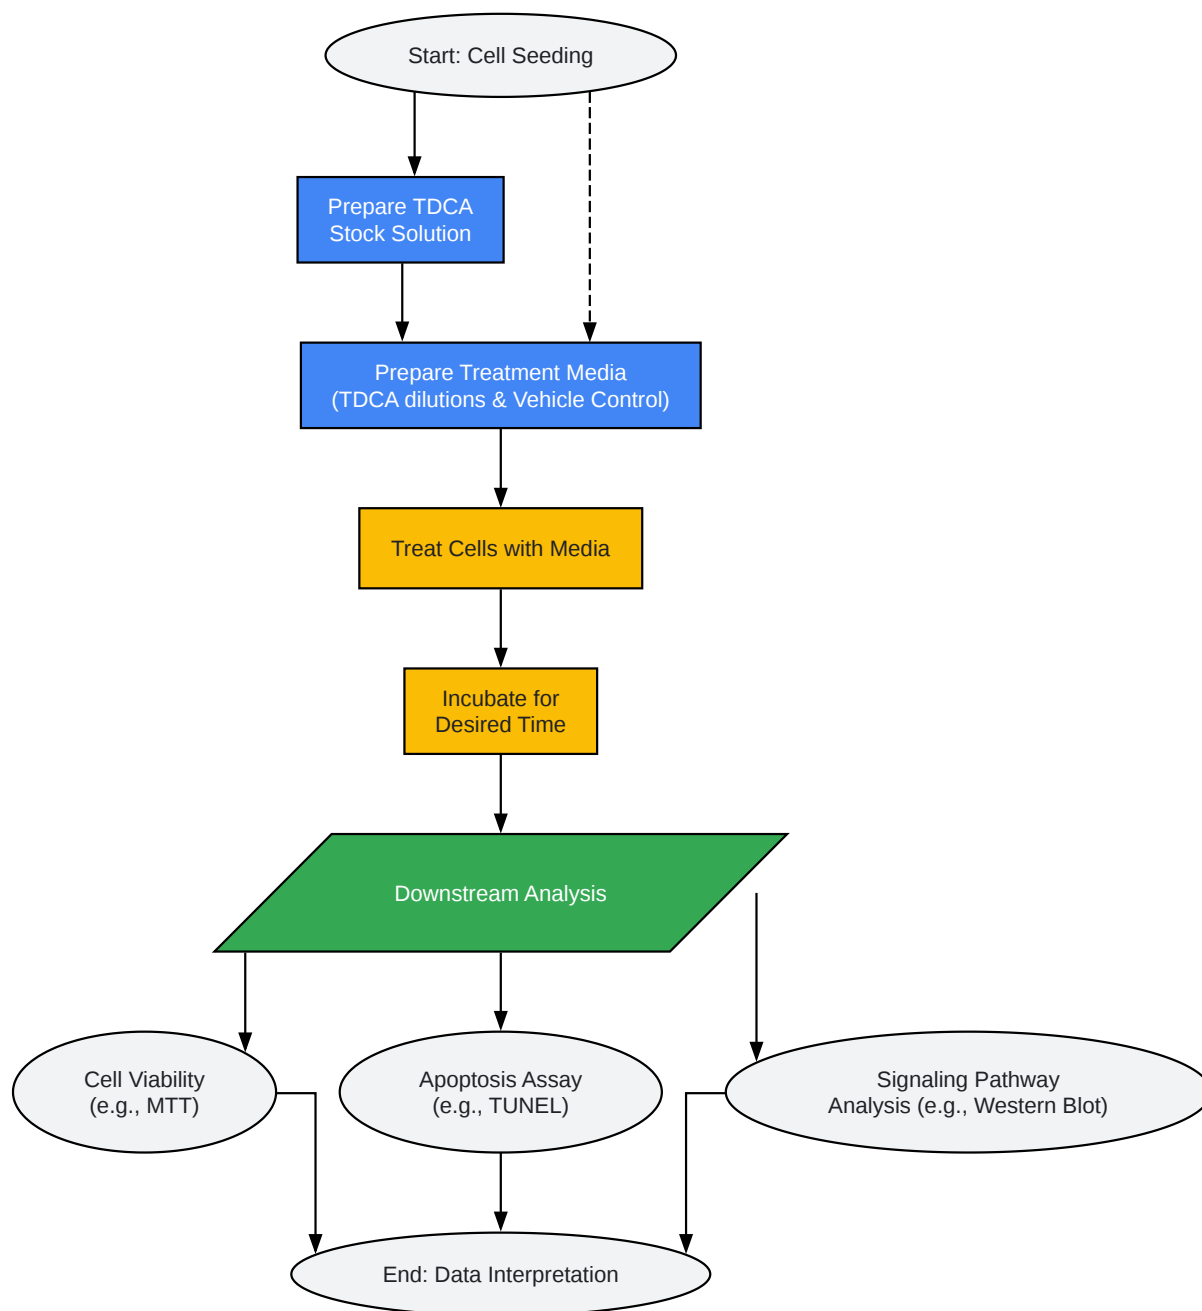 Start: Cell Seeding
Prepare TDCA
Stock Solution
Prepare Treatment Media
(TDCA dilutions & Vehicle Control)
Treat Cells with Media
Incubate for
Desired Time
Downstream Analysis
Cell Viability
(e.g., MTT)
Apoptosis Assay
(e.g., TUNEL)
Signaling Pathway
Analysis (e.g., Western Blot)
End: Data Interpretation